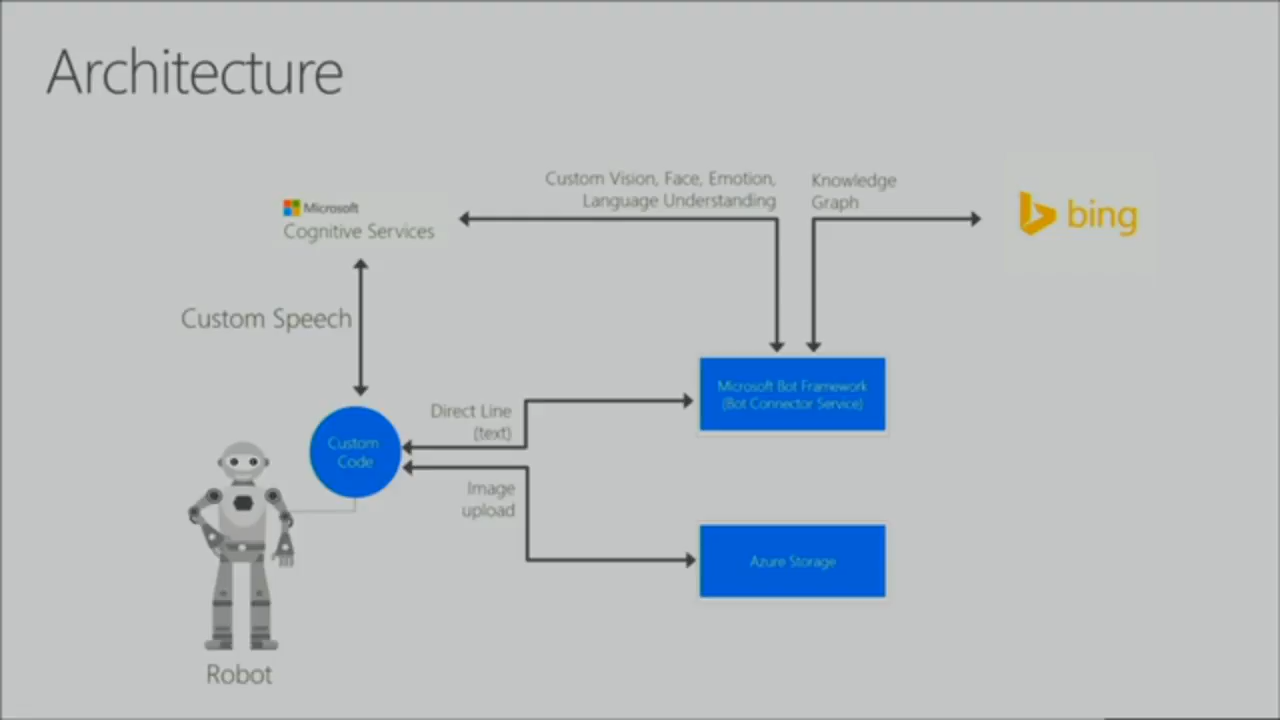 Architecture
Custom Vision, Face, Emotion,
Language Understanding
Knowledge
Graph
Microsoft
Cognitive Services
bing
Custom Speech
Microsoft Bot Framework
(Bot Connector Service)
Direct Line
(text)
Custom
Code
Image
upload
Azure Storage
Robot